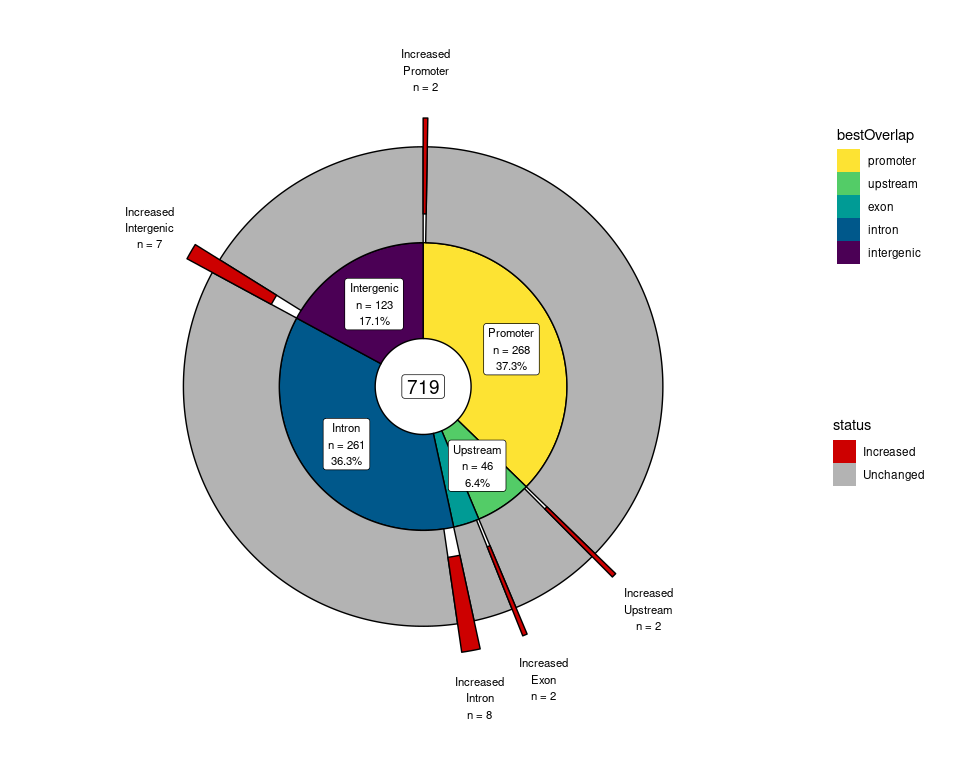 Increased
Promoter
n = 2
Increased
Intergenic
n = 7
Intergenic
n = 123
17.1%
Promoter
n = 268
37.3%
719
Intron
n = 261
36.3%
Upstream
n = 46
6.4%
Increased
Upstream
n = 2
Increased
Exon
n = 2
Increased
Intron
n = 8
bestOverlap
promoter
upstream
exon
intron
intergenic
status
Increased
Unchanged